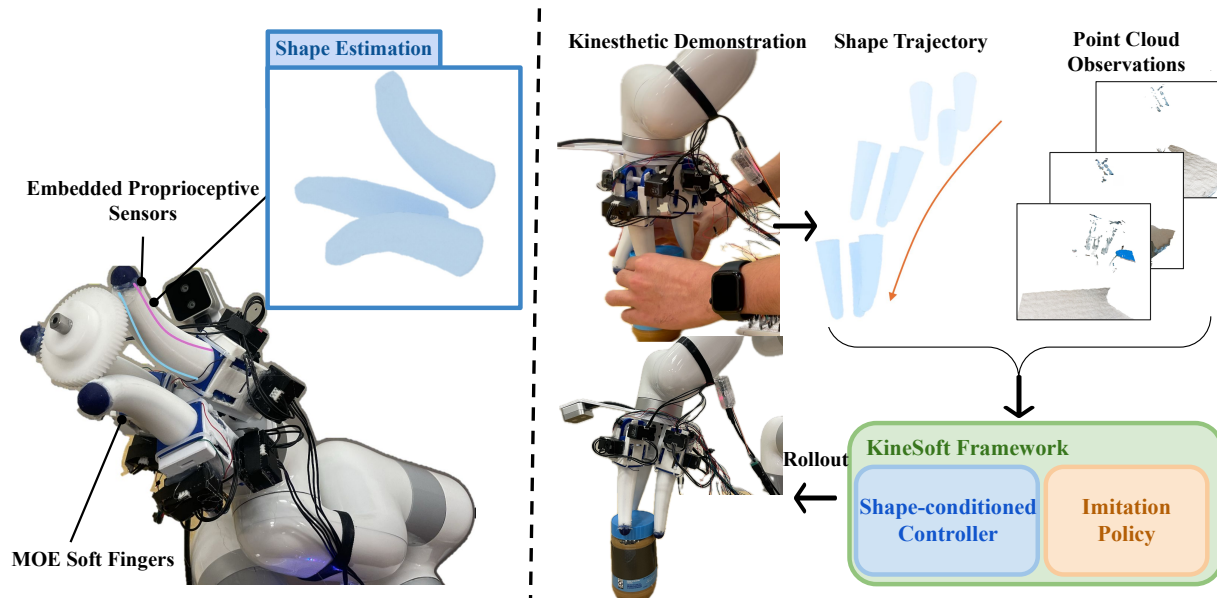 Shape Estimation
Embedded Proprioceptive
Sensors
MOE Soft Fingers
Kinesthetic Demonstration
Shape Trajectory
Point Cloud
Observations
KineSoft Framework
Rollout
Shape-conditioned
Controller
Imitation
Policy